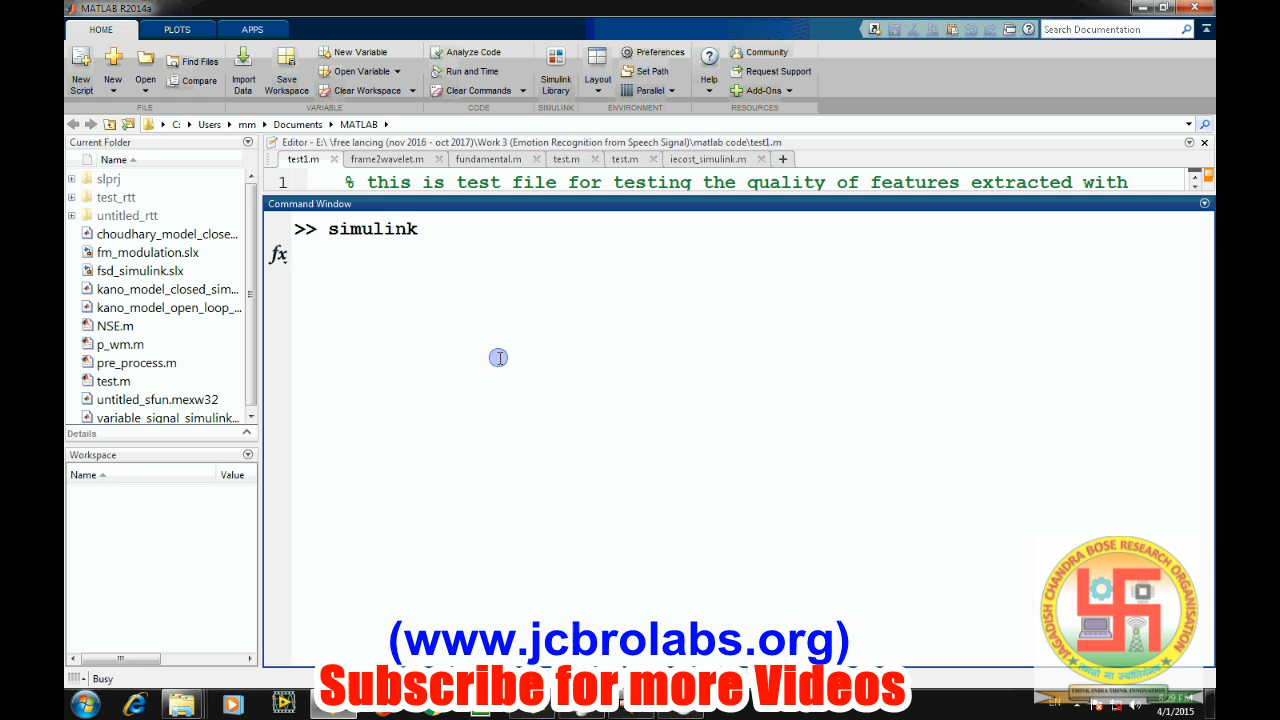 MATLAB R2014a
HOME PLOTS APPS
Search Documentation
New Script New Open Find Files Compare
Import Data Save Workspace New Variable Open Variable Clear Workspace
Analyze Code Run and Time Clear Commands
Simulink Library Layout Preferences Set Path Parallel
Help Community Request Support Add-Ons
FILE VARIABLE CODE SIMULINK ENVIRONMENT RESOURCES
C: Users mm Documents MATLAB
Current Folder
Name
slprj
test_rtt
untitled_rtt
choudhary_model_close...
fm_modulation.slx
fsd_simulink.slx
kano_model_closed_sim...
kano_model_open_loop_...
NSE.m
p_wm.m
pre_process.m
test.m
untitled_sfun.mexw32
variable_signal_simulink...
Details
Workspace
Name Value
Editor - E:\ \free lancing (nov 2016 - oct 2017)\Work 3 (Emotion Recognition from Speech Signal)\matlab code\test1.m
test1.m frame2wavelet.m fundamental.m test.m test.m iecost_simulink.m
1 % this is test file for testing the quality of features extracted with
Command Window
>> simulink
fx
JAGADISH CHANDRA BOSE RESEARCH ORGANISATION
THINK INDIA THINK INNOVATION
(www.jcbrolabs.org)
Busy
Subscribe for more Videos
EN
8:29 PM
4/1/2015